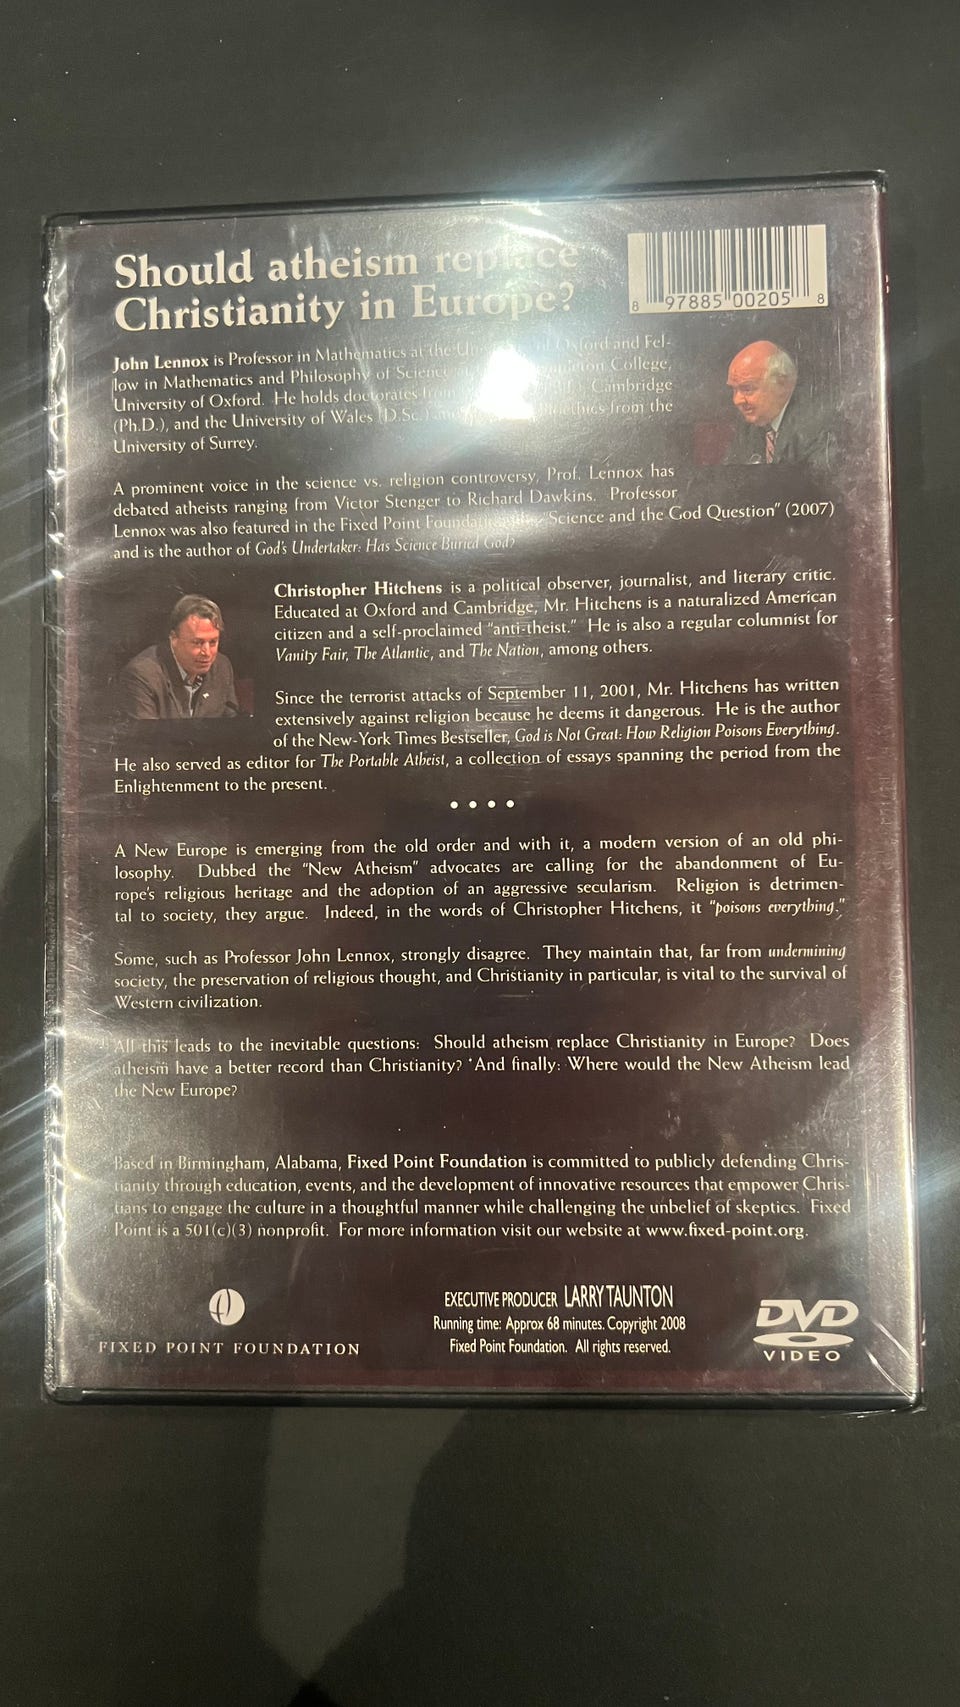 Should atheism replace
Christianity in Europe?
8 97885 00205 8
John Lennox is Professor in Mathematics at the of Oxford and Fel-
low in Mathematics and Philosophy of Science College,
University of Oxford. He holds doctorates from Cambridge
(Ph.D.), and the University of Wales (D.Sc.) from the
University of Surrey.
A prominent voice in the science vs. religion controversy, Prof. Lennox has
debated atheists ranging from Victor Stenger to Richard Dawkins. Professor
Lennox was also featured in the Fixed Point "Science and the God Question" (2007)
and is the author of God's Undertaker: Has Science Buried God?
Christopher Hitchens is a political observer, journalist, and literary critic.
Educated at Oxford and Cambridge, Mr. Hitchens is a naturalized American
citizen and a self-proclaimed "anti-theist." He is also a regular columnist for
Vanity Fair, The Atlantic, and The Nation, among others.
Since the terrorist attacks of September 11, 2001, Mr. Hitchens has written
extensively against religion because he deems it dangerous. He is the author
of the New-York Times Bestseller, God is Not Great: How Religion Poisons Everything.
He also served as editor for The Portable Atheist, a collection of essays spanning the period from the
Enlightenment to the present.
A New Europe is emerging from the old order and with it, a modern version of an old phi-
losophy. Dubbed the "New Atheism" advocates are calling for the abandonment of Eu-
rope's religious heritage and the adoption of an aggressive secularism. Religion is detrimen-
tal to society, they argue. Indeed, in the words of Christopher Hitchens, it "poisons everything."
Some, such as Professor John Lennox, strongly disagree. They maintain that, far from undermining
society, the preservation of religious thought, and Christianity in particular, is vital to the survival of
Western civilization.
All this leads to the inevitable questions: Should atheism replace Christianity in Europe? Does
atheism have a better record than Christianity? And finally: Where would the New Atheism lead
the New Europe?
Based in Birmingham, Alabama, Fixed Point Foundation is committed to publicly defending Chris-
tianity through education, events, and the development of innovative resources that empower Chris-
tians to engage the culture in a thoughtful manner while challenging the unbelief of skeptics. Fixed
Point is a 501(c)(3) nonprofit. For more information visit our website at www.fixed-point.org.
FIXED POINT FOUNDATION
EXECUTIVE PRODUCER LARRY TAUNTON
Running time: Approx 68 minutes. Copyright 2008
Fixed Point Foundation. All rights reserved.
DVD
VIDEO